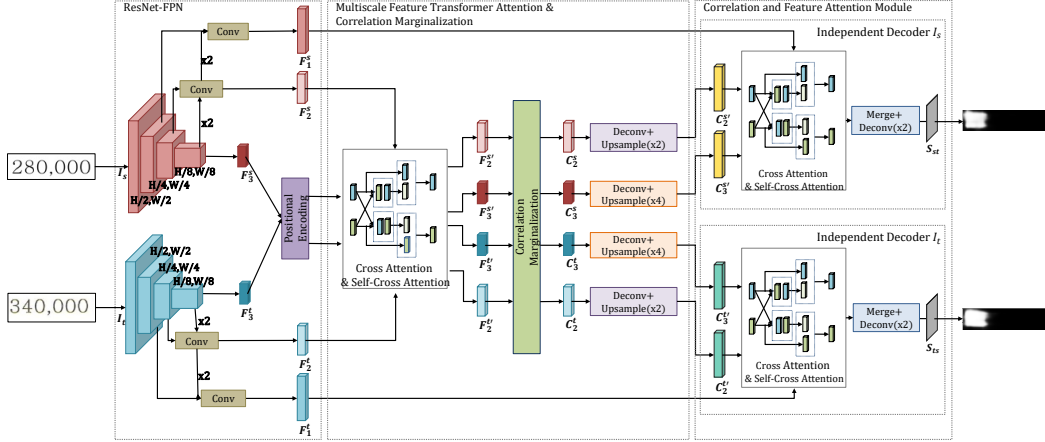 ResNet-FPN
Multiscale Feature Transformer Attention &
Correlation Marginalization
Correlation and Feature Attention Module
Independent Decoder I_s
Conv
F_1^s
x2
Conv
F_2^s
x2
280,000
I_s
H/8,W/8
H/4,W/4
H/2,W/2
F_3^s
Positional
Encoding
Cross Attention
& Self-Cross Attention
F_2^{s'}
F_3^{s'}
F_3^{t'}
F_2^{t'}
Correlation
Marginalization
C_2^s
C_3^s
C_3^t
C_2^t
Deconv+
Upsample(x2)
Deconv+
Upsample(x4)
Deconv+
Upsample(x4)
Deconv+
Upsample(x2)
C_2^{s'}
C_3^{s'}
Cross Attention
& Self-Cross Attention
Merge+
Deconv(x2)
S_{st}
340,000
I_t
H/2,W/2
H/4,W/4
H/8,W/8
F_3^t
x2
Conv
F_2^t
x2
Conv
F_1^t
Independent Decoder I_t
C_3^{t'}
C_2^{t'}
Cross Attention
& Self-Cross Attention
Merge+
Deconv(x2)
S_{ts}